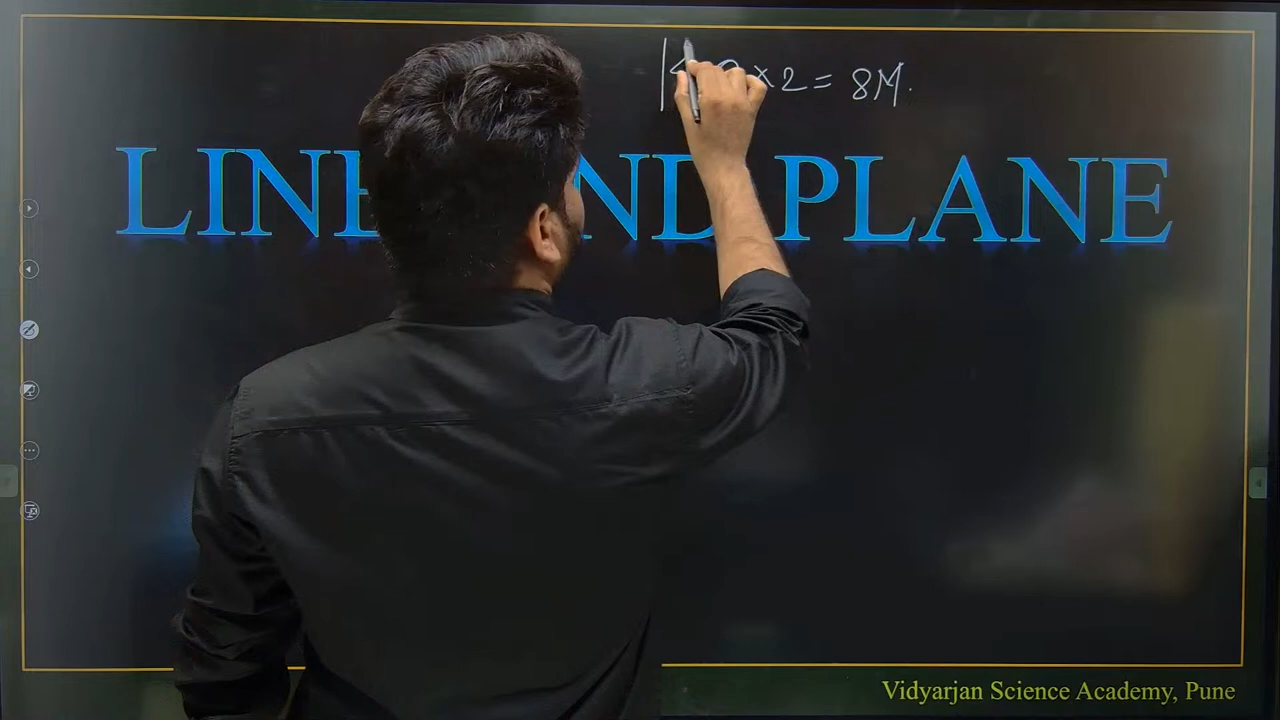 × 2 = 8M.
LINE AND PLANE
Vidyarjan Science Academy, Pune